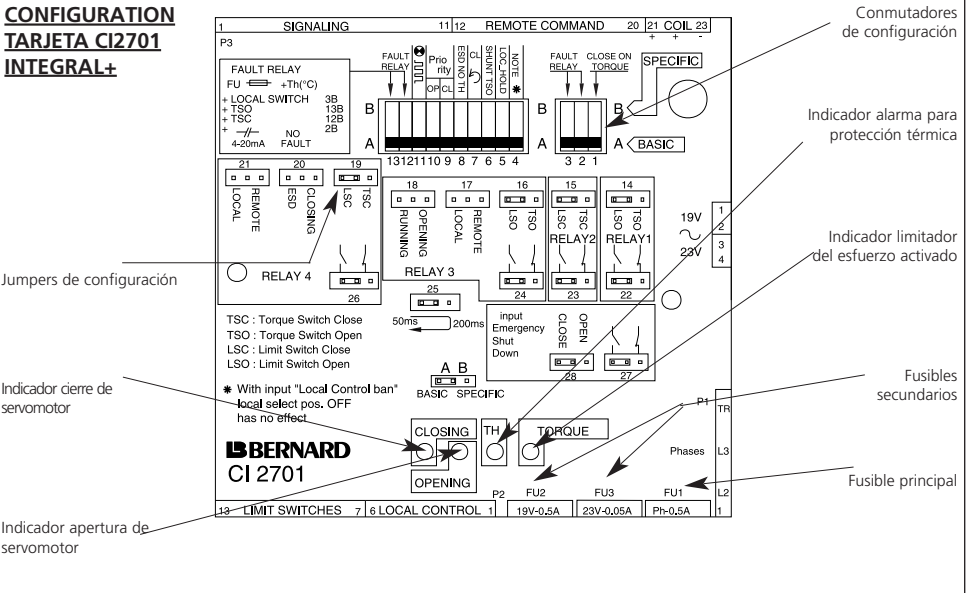 CONFIGURATION
TARJETA CI2701
INTEGRAL+
1 SIGNALING 11 12 REMOTE COMMAND 20 21 COIL 23
+ + -
P3
FAULT RELAY
FU +Th(°C)
+ LOCAL SWITCH 3B
+ TSO 13B
+ TSC 12B
+ 2B
4-20mA NO FAULT
FAULT RELAY
Priority
OP CL
ESD NO TH
CL
SHUNT TSO
LOC_HOLD
NOTE *
FAULT RELAY
CLOSE ON TORQUE
SPECIFIC
B B B
A A A BASIC
13 12 11 10 9 8 7 6 5 4
3 2 1
Conmutadores
de configuración
Indicador alarma para
protección térmica
Indicador limitador
del esfuerzo activado
Fusibles
secundarios
Fusible principal
21
LOCAL REMOTE
20
ESD CLOSING
19
LSC TSC
RELAY 4
26
18
RUNNING OPENING
17
LOCAL REMOTE
16
LSO TSO
RELAY 3
24
15
LSC TSC
RELAY2
23
14
LSO TSO
RELAY1
22
19V
23V
1
2
3
4
Jumpers de configuración
25
50ms 200ms
input
Emergency
Shut
Down
CLOSE OPEN
28
27
TSC : Torque Switch Close
TSO : Torque Switch Open
LSC : Limit Switch Close
LSO : Limit Switch Open
A B
BASIC SPECIFIC
* With input "Local Control ban"
local select pos. OFF
has no effect
Indicador cierre de
servomotor
BERNARD
CI 2701
CLOSING
OPENING
TH
TORQUE
P1
TR
Phases
L3
L2
1
P2 FU2 FU3 FU1
13 LIMIT SWITCHES 7 6 LOCAL CONTROL 1 19V-0.5A 23V-0.05A Ph-0.5A
Indicador apertura de
servomotor